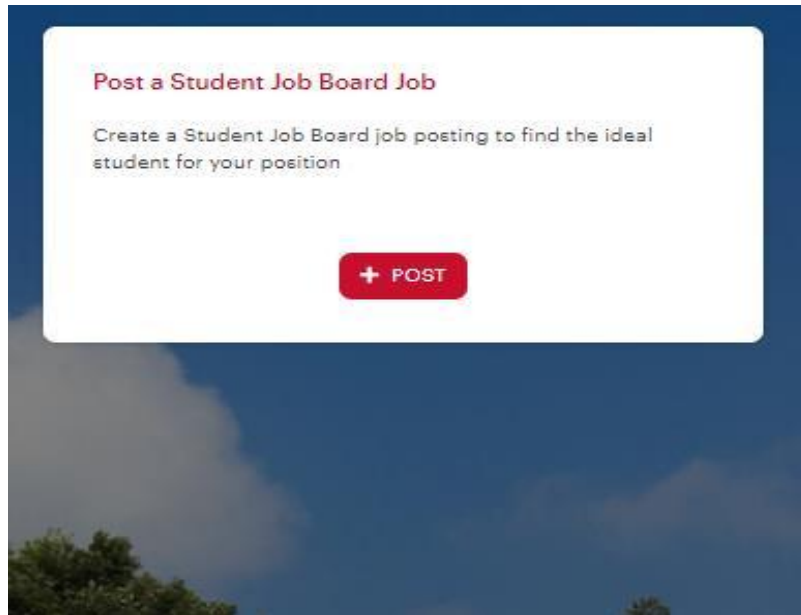 Post a Student Job Board Job
Create a Student Job Board job posting to find the ideal
student for your position
+ POST